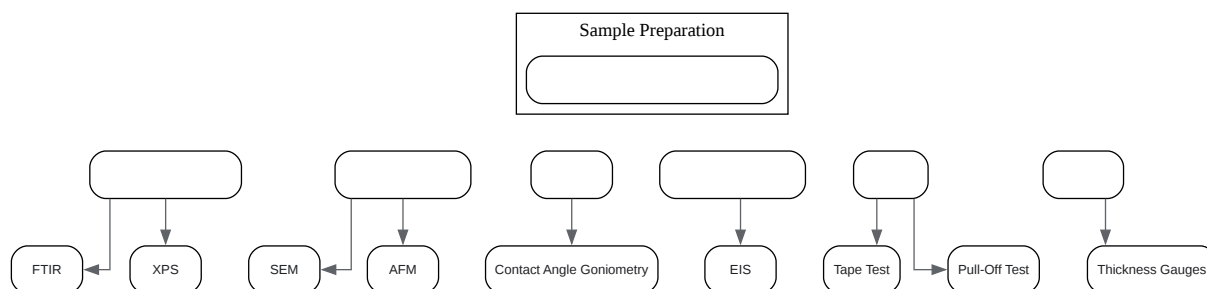 Sample Preparation
FTIR
XPS
SEM
AFM
Contact Angle Goniometry
EIS
Tape Test
Pull-Off Test
Thickness Gauges